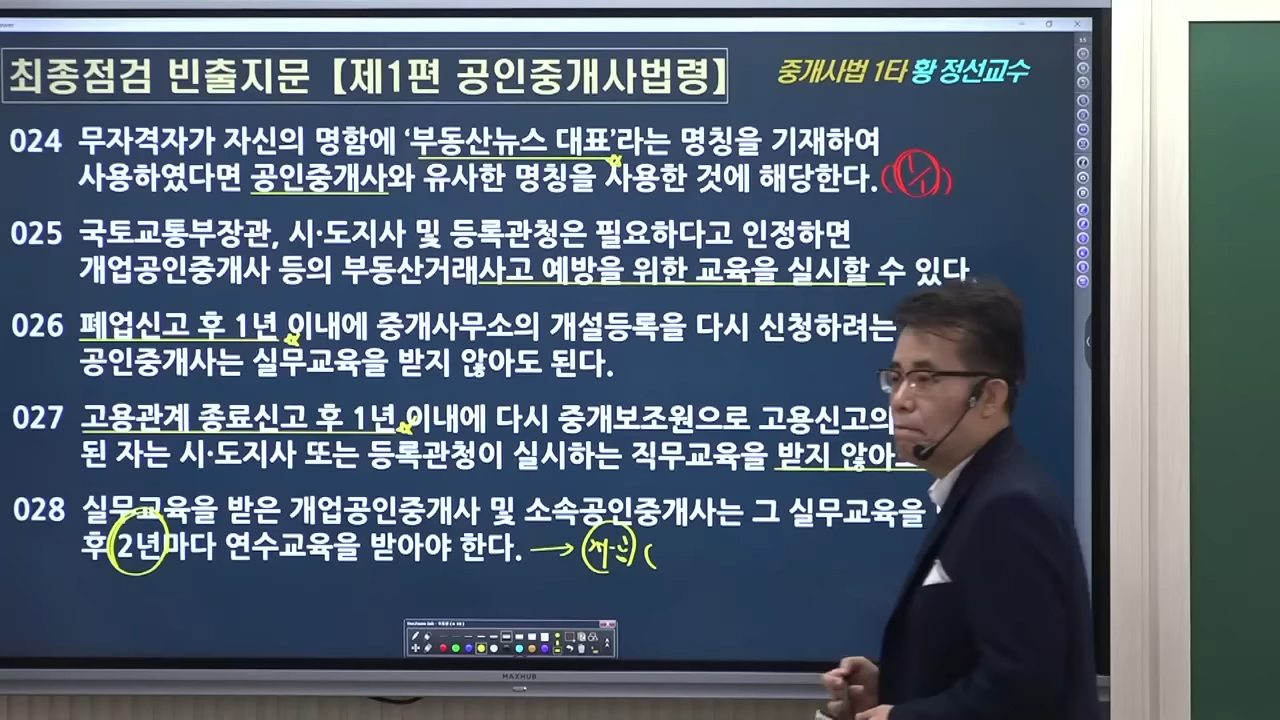 최종점검 빈출지문 【제1편 공인중개사법령】
중개사법 1타 황 정선교수
024 무자격자가 자신의 명함에 ‘부동산뉴스 대표’라는 명칭을 기재하여
사용하였다면 공인중개사와 유사한 명칭을 사용한 것에 해당한다.
025 국토교통부장관, 시·도지사 및 등록관청은 필요하다고 인정하면
개업공인중개사 등의 부동산거래사고 예방을 위한 교육을 실시할 수 있다
026 폐업신고 후 1년 이내에 중개사무소의 개설등록을 다시 신청하려는
공인중개사는 실무교육을 받지 않아도 된다.
027 고용관계 종료신고 후 1년 이내에 다시 중개보조원으로 고용신고의
된 자는 시·도지사 또는 등록관청이 실시하는 직무교육을 받지 않아
028 실무교육을 받은 개업공인중개사 및 소속공인중개사는 그 실무교육을
후 2년마다 연수교육을 받아야 한다. →
MAXHUB